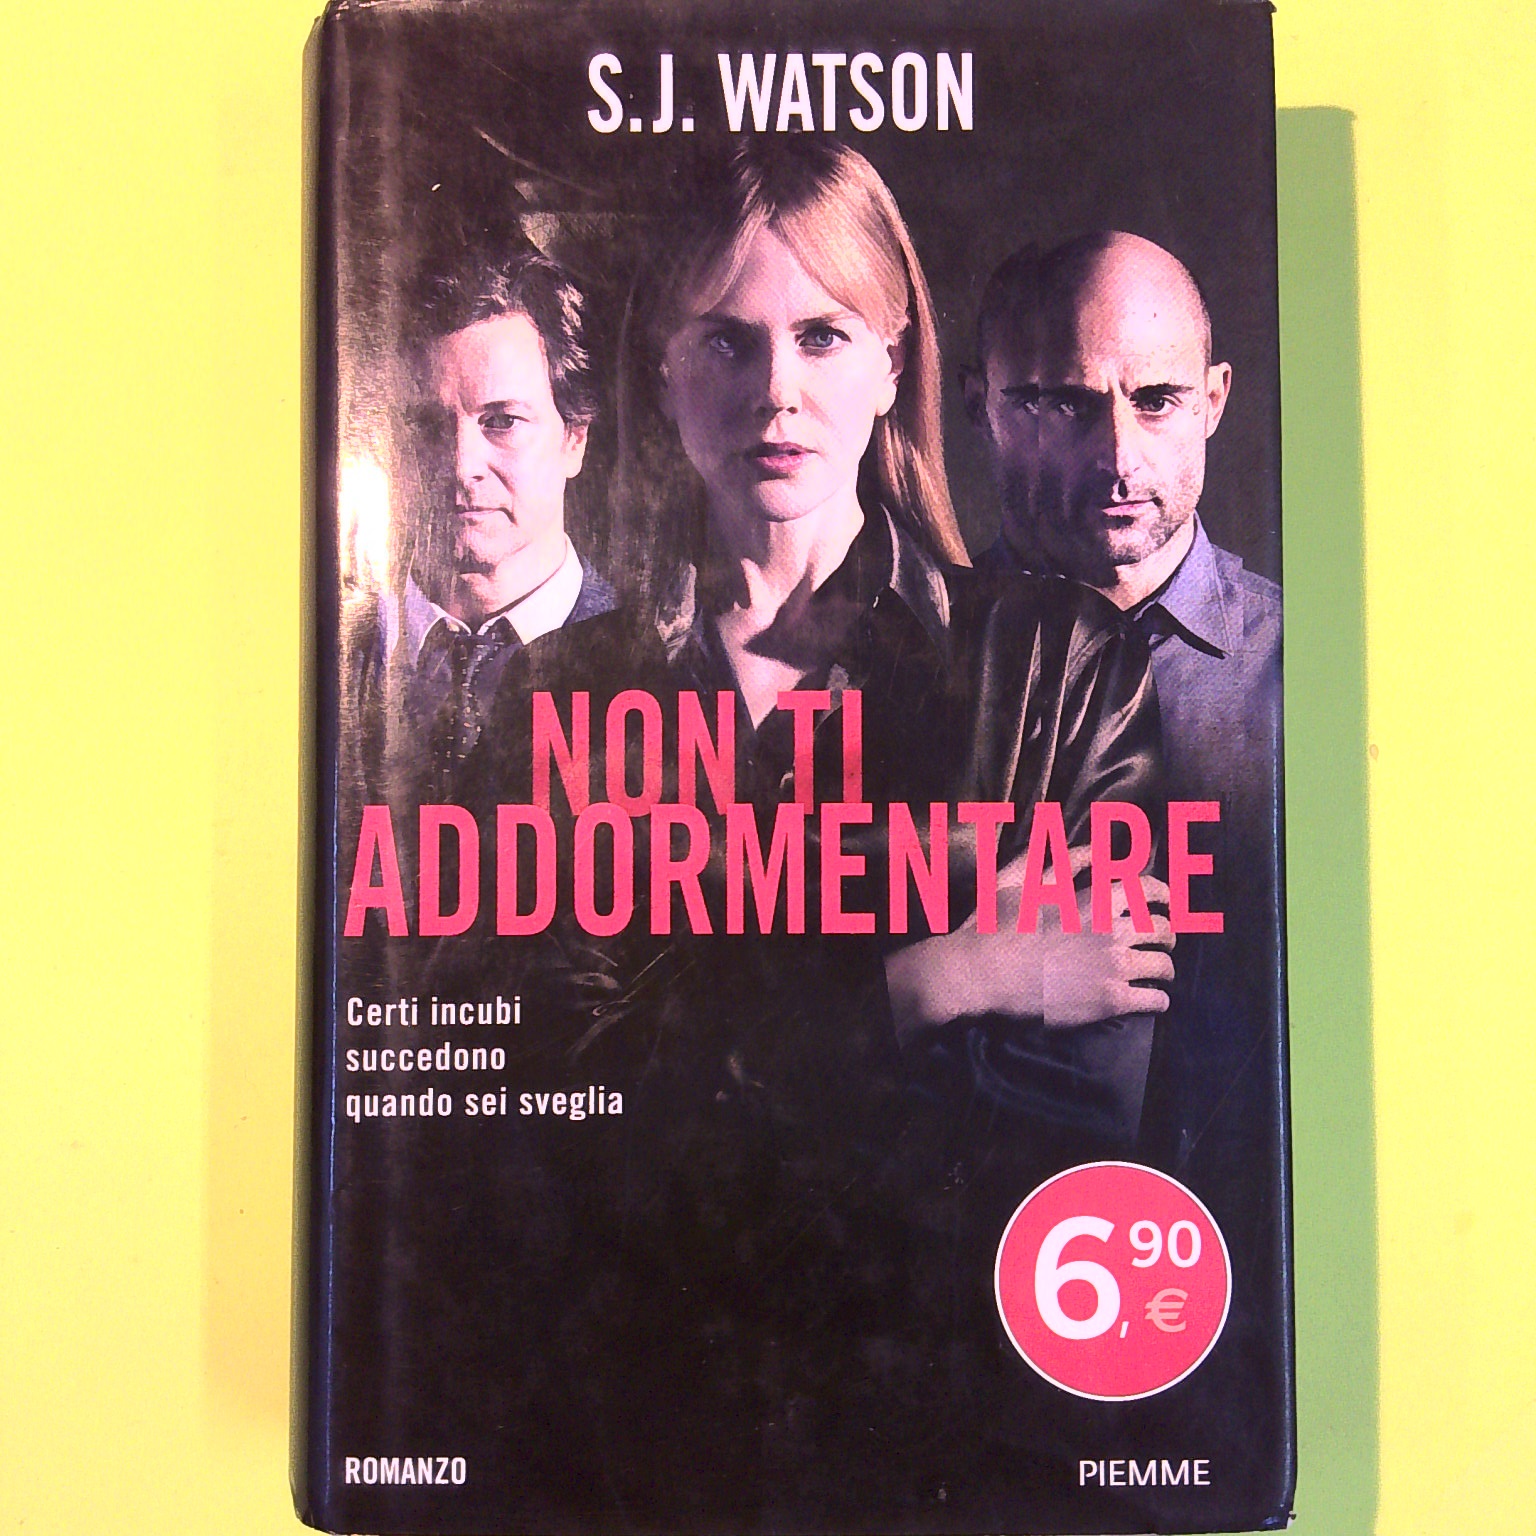 S.J. WATSON
NON TI
ADDORMENTARE
Certi incubi
succedono
quando sei sveglia
6,90 €
ROMANZO
PIEMME